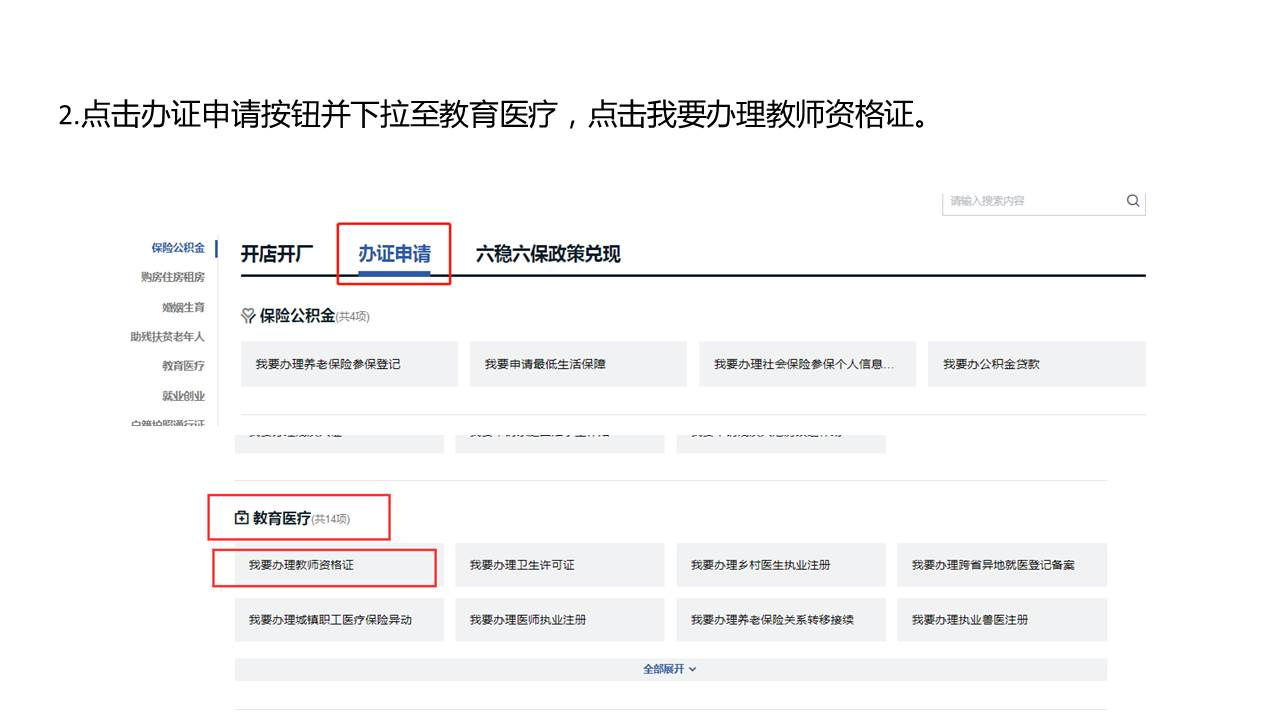 2.点击办证申请按钮并下拉至教育医疗，点击我要办理教师资格证。
请输入搜索内容
保险公积金
购房住房租房
婚姻生育
助残扶贫老年人
教育医疗
就业创业
开店开厂 办证申请 六稳六保政策兑现
保险公积金(共4项)
我要办理养老保险参保登记 我要申请最低生活保障 我要办理社会保险参保个人信息... 我要办公积金贷款
教育医疗(共14项)
我要办理教师资格证 我要办理卫生许可证 我要办理乡村医生执业注册 我要办理跨省异地就医登记备案
我要办理城镇职工医疗保险异动 我要办理医师执业注册 我要办理养老保险关系转移接续 我要办理执业兽医注册
全部展开